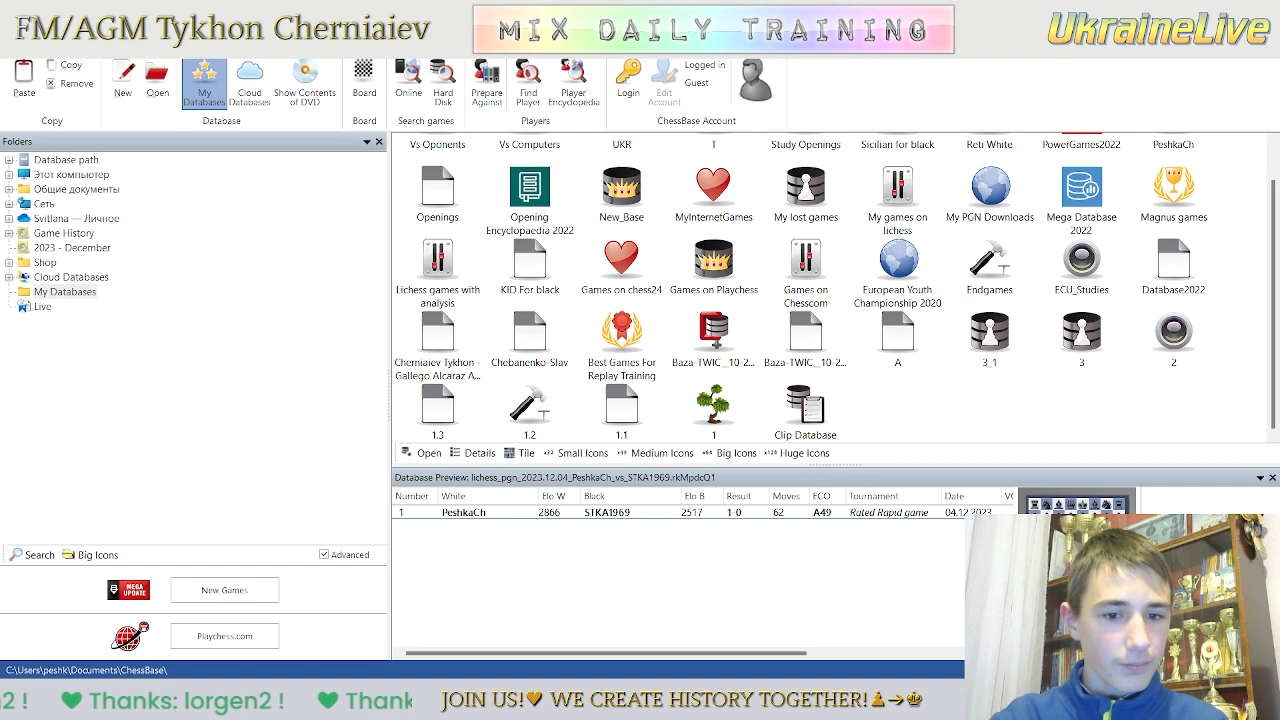 FM/AGM Tykhon Cherniaiev
MIX DAILY TRAINING
UkraineLive
Paste
Copy
Remove
Copy
New
Open
My Databases
Cloud Databases
Show Contents of DVD
Database
Board
Board
Online
Hard Disk
Search games
Prepare Against
Find Player
Player Encyclopedia
Players
Login
Edit Account
Logged in
Guest
ChessBase Account
Folders
Database path
Этот компьютер
Общие документы
Сеть
Svitlana — Личное
Game History
2023 - December
Shop
Cloud Databases
My Databases
Live
Vs Oponents
Vs Computers
UKR
T
Study Openings
Sicilian for black
Reti White
PowerGames2022
PeshkaCh
Openings
Opening Encyclopaedia 2022
New_Base
MyInternetGames
My lost games
My games on lichess
My PGN Downloads
Mega Database 2022
Magnus games
Lichess games with analysis
KID For black
Games on chess24
Games on Playchess
Games on Chesscom
European Youth Championship 2020
Endgames
ECU_Studies
Database2022
Cherniaiev Tykhon - Gallego Alcaraz A...
Chebanenko-Slav
Best Games For Replay Training
Baza-TWIC__10-2...
Baza-TWIC__10-2...
A
3_1
3
2
1.3
1.2
1.1
1
Clip Database
Open
Details
Tile
Small Icons
Medium Icons
Big Icons
Huge Icons
Database Preview: lichess_pgn_2023.12.04_PeshkaCh_vs_STKA1969.rkMpdcQ1
Number White Elo W Black Elo B Result Moves ECO Tournament Date
1 PeshkaCh 2866 STKA1969 2517 1-0 62 A49 Rated Rapid game 04.12.2023
Search
Big Icons
Advanced
MEGA UPDATE
New Games
Playchess.com
C:\Users\peshk\Documents\ChessBase\
n2 !
Thanks: lorgen2 !
Thank
JOIN US! WE CREATE HISTORY TOGETHER!